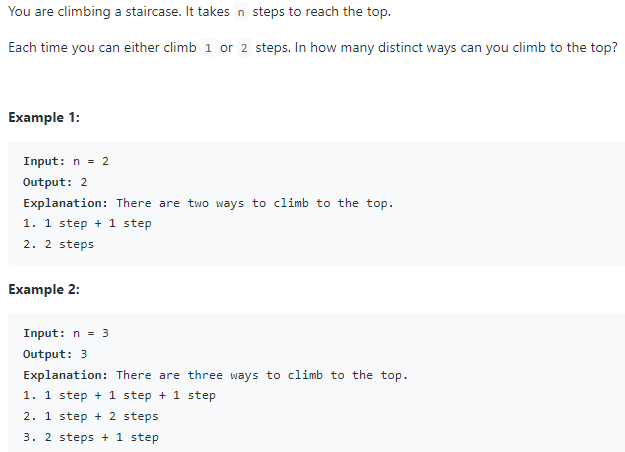 You are climbing a staircase. It takes n steps to reach the top.
Each time you can either climb 1 or 2 steps. In how many distinct ways can you climb to the top?
Example 1:
Input: n = 2
Output: 2
Explanation: There are two ways to climb to the top.
1. 1 step + 1 step
2. 2 steps
Example 2:
Input: n = 3
Output: 3
Explanation: There are three ways to climb to the top.
1. 1 step + 1 step + 1 step
2. 1 step + 2 steps
3. 2 steps + 1 step